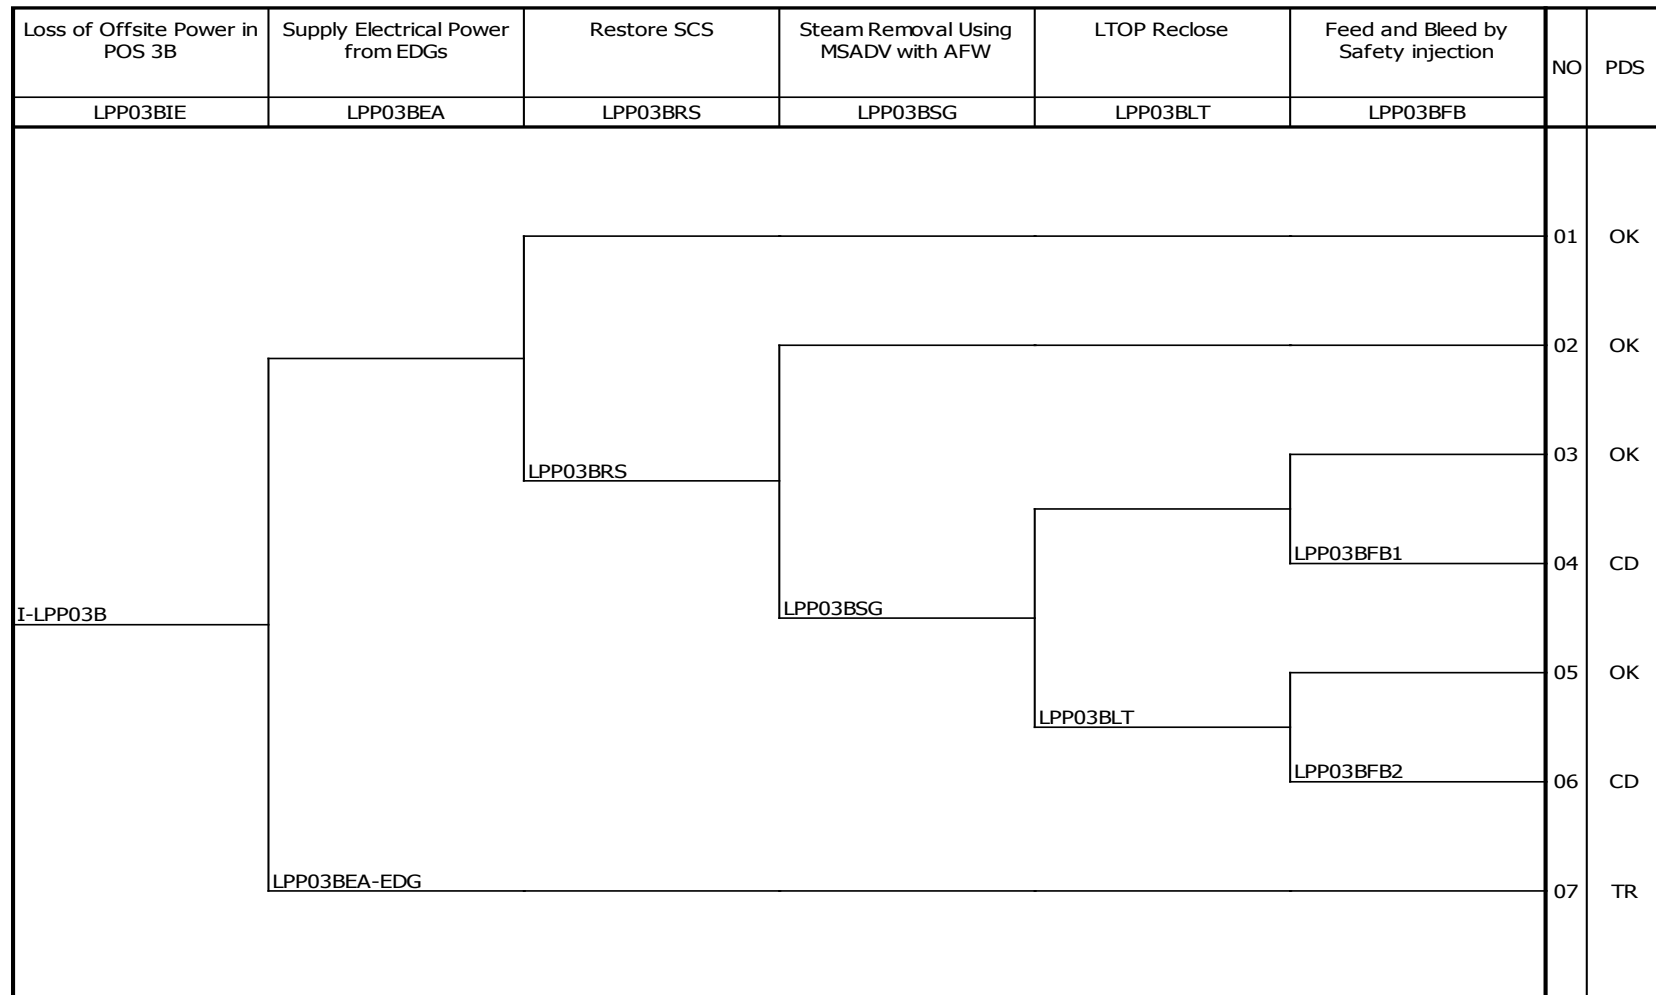 Loss of Offsite Power in
POS 3B
Supply Electrical Power
from EDGs
Restore SCS
Steam Removal Using
MSADV with AFW
LTOP Reclose
Feed and Bleed by
Safety injection
NO
PDS
LPP03BIE
LPP03BEA
LPP03BRS
LPP03BSG
LPP03BLT
LPP03BFB
01
OK
02
OK
03
OK
LPP03BRS
LPP03BFB1
04
CD
I-LPP03B
LPP03BSG
05
OK
LPP03BLT
LPP03BFB2
06
CD
LPP03BEA-EDG
07
TR